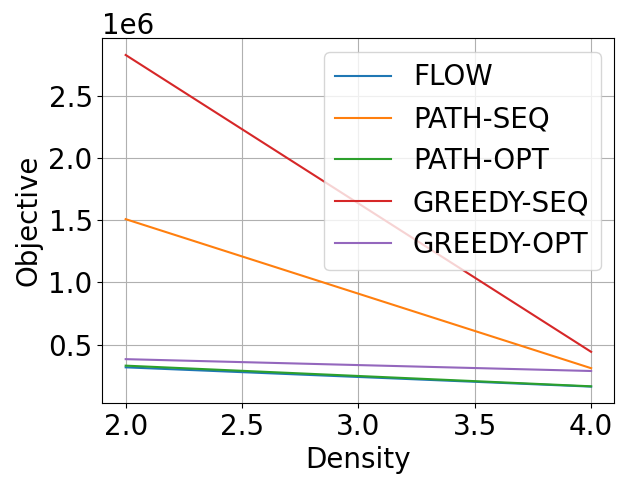 1e6
FLOW
PATH-SEQ
PATH-OPT
GREEDY-SEQ
GREEDY-OPT
Objective
2.5
2.0
1.5
1.0
0.5
2.0 2.5 3.0 3.5 4.0
Density